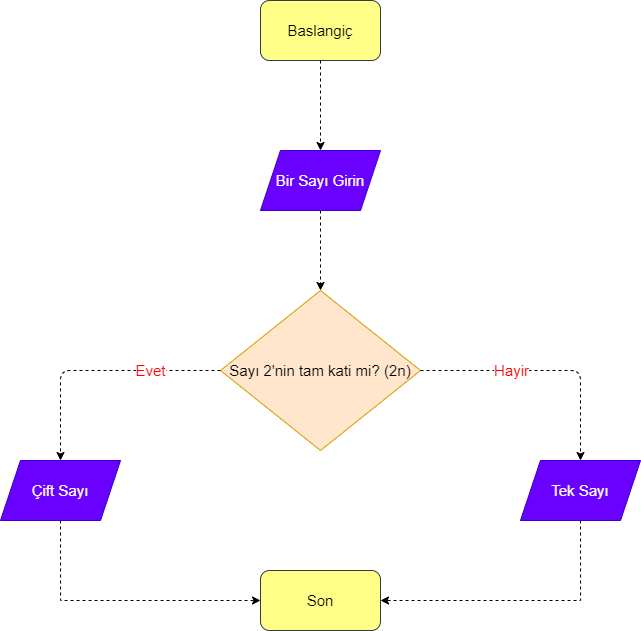 Baslangiç
Bir Sayı Girin
Sayı 2'nin tam kati mi? (2n)
Evet
Hayir
Çift Sayı
Tek Sayı
Son